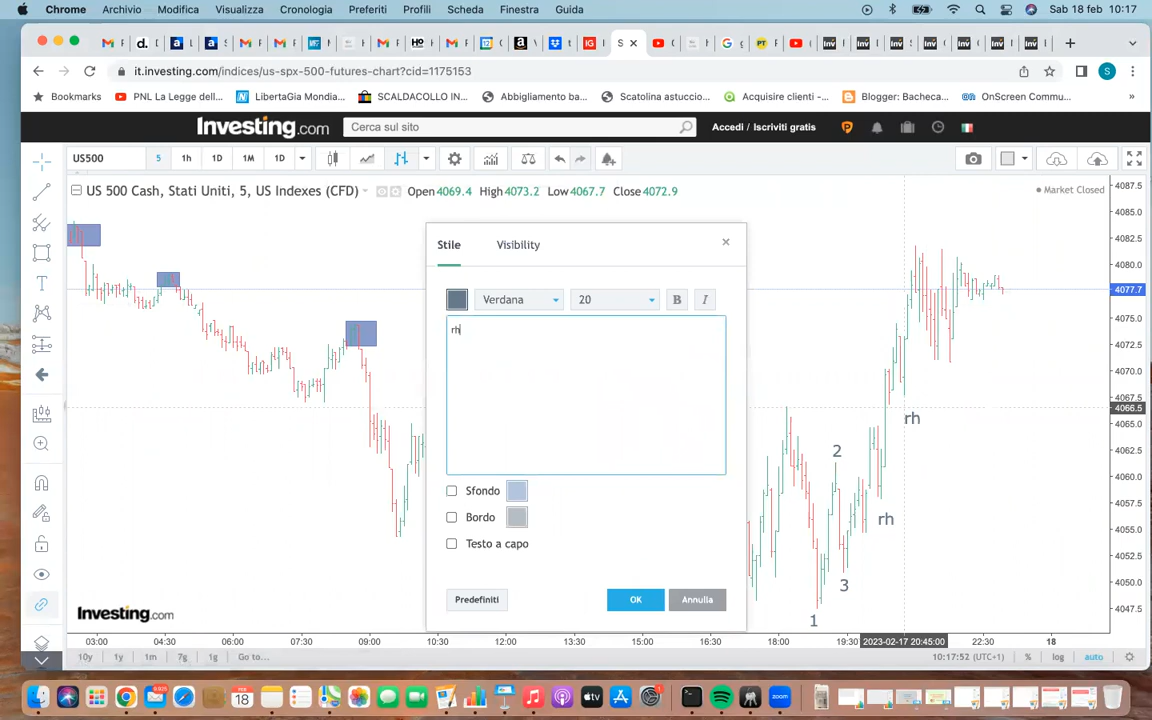 Chrome Archivio Modifica Visualizza Cronologia Preferiti Profili Scheda Finestra Guida Sab 18 feb 10:17
it.investing.com/indices/us-spx-500-futures-chart?cid=1175153
Bookmarks PNL La Legge dell... LibertaGia Mondia... SCALDACOLLO IN... Abbigliamento ba... Scatolina astuccio... Acquisire clienti -... Blogger: Bacheca... OnScreen Commu... »
Investing.com Cerca sul sito Accedi / Iscriviti gratis
US500 5 1h 1D 1M 1D
US 500 Cash, Stati Uniti, 5, US Indexes (CFD) Open 4069.4 High 4073.2 Low 4067.7 Close 4072.9 Market Closed
4087.5
4085.0
4082.5
4080.0
4077.7
4075.0
4072.5
4070.0
4067.5
4066.5
4065.0
4062.5
4060.0
4057.5
4055.0
4052.5
4050.0
4047.5
Stile Visibility
Verdana 20 B I
rh
rh
2
rh
3
1
Sfondo
Bordo
Testo a capo
Predefiniti OK Annulla
Investing.com
03:00 04:30 06:00 07:30 09:00 10:30 12:00 13:30 15:00 16:30 18:00 19:30 2023-02-17 20:45:00 22:30 18
10y 1y 1m 7g 1g Go to... 10:17:52 (UTC+1) % log auto